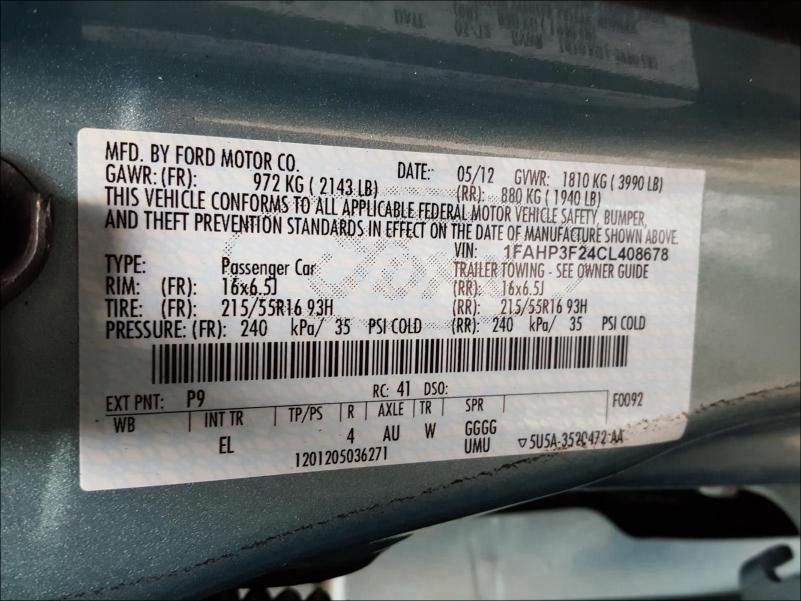 MFD. BY FORD MOTOR CO. DATE: 05/12 GVWR: 1810 KG ( 3990 LB)
GAWR: (FR): 972 KG ( 2143 LB) (RR): 880 KG ( 1940 LB)
THIS VEHICLE CONFORMS TO ALL APPLICABLE FEDERAL MOTOR VEHICLE SAFETY, BUMPER,
AND THEFT PREVENTION STANDARDS IN EFFECT ON THE DATE OF MANUFACTURE SHOWN ABOVE.
VIN: 1FAHP3F24CL408678
TYPE: Passenger Car TRAILER TOWING - SEE OWNER GUIDE
RIM: (FR): 16x6.5J (RR): 16x6.5J
TIRE: (FR): 215/55R16 93H (RR): 215/55R16 93H
PRESSURE: (FR): 240 kPa/ 35 PSI COLD (RR): 240 kPa/ 35 PSI COLD
EXT PNT: P9 RC: 41 DSO: F0092
WB INT TR TP/PS R AXLE TR SPR
EL 4 AU W GGGG
UMU
1201205036271 5U5A-3520472-AA